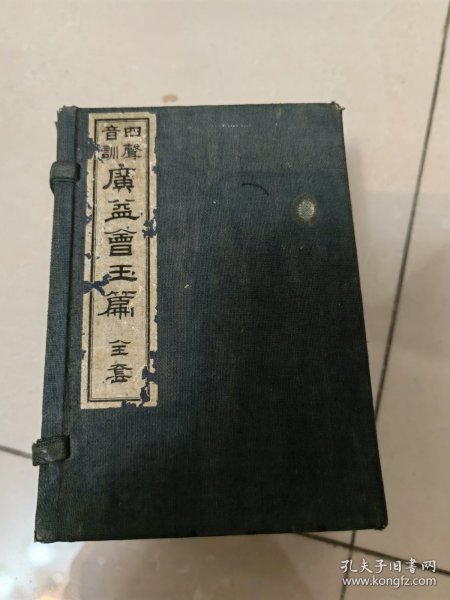 四聲
音訓
廣益會玉篇 全套
孔夫子旧书网
www.kongfz.com